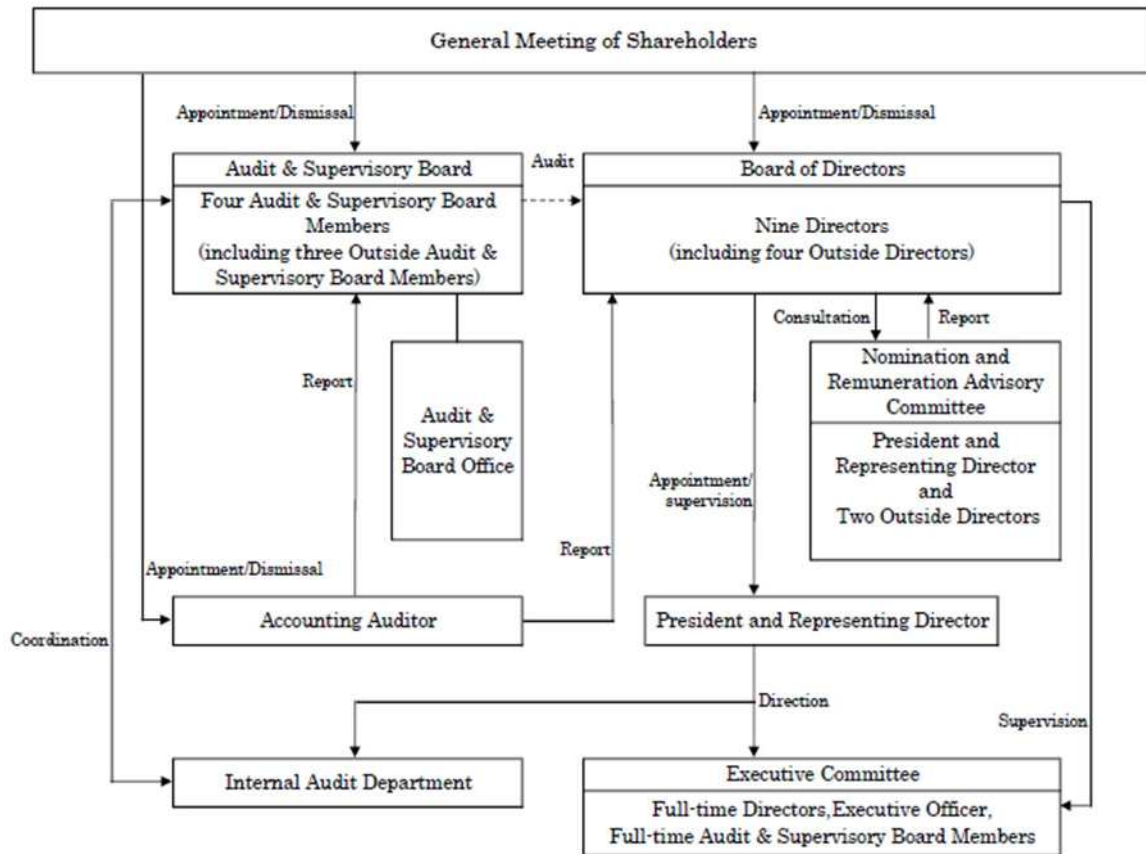 General Meeting of Shareholders
Appointment/Dismissal
Appointment/Dismissal
Audit & Supervisory Board
Audit
Board of Directors
Four Audit & Supervisory Board
Members
(including three Outside Audit &
Supervisory Board Members)
Nine Directors
(including four Outside Directors)
Consultation
Report
Nomination and
Remuneration Advisory
Committee
President and
Representing Director
and
Two Outside Directors
Report
Audit &
Supervisory
Board Office
Appointment/
supervision
Report
Appointment/Dismissal
Accounting Auditor
President and Representing Director
Coordination
Direction
Supervision
Internal Audit Department
Executive Committee
Full-time Directors,Executive Officer,
Full-time Audit & Supervisory Board Members